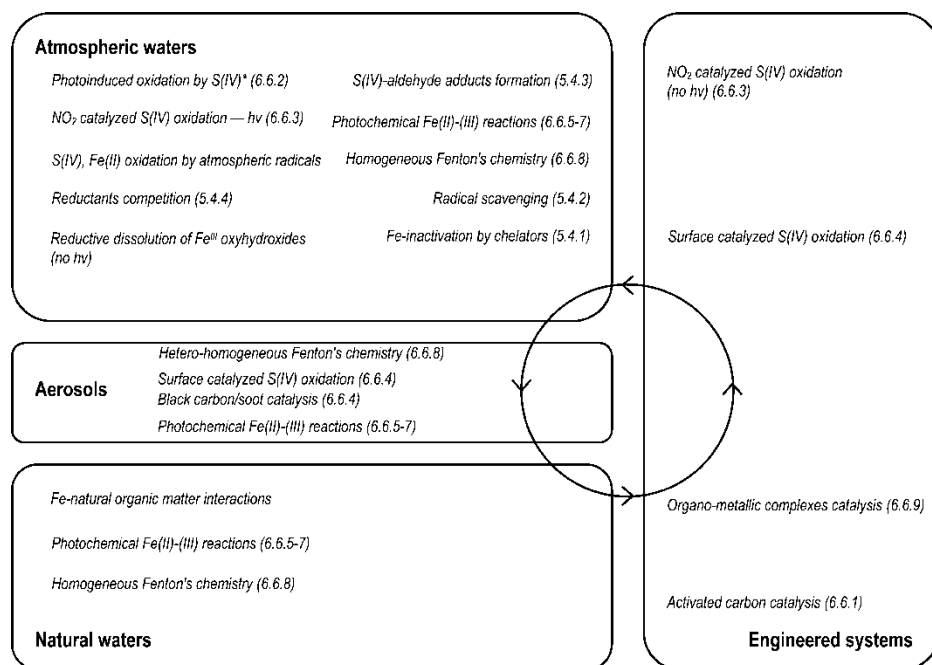 Atmospheric waters
Photoinduced oxidation by S(IV)* (6.6.2)
NO₂ catalyzed S(IV) oxidation — hv (6.6.3)
S(IV), Fe(II) oxidation by atmospheric radicals
Reductants competition (5.4.4)
Reductive dissolution of Feᴵᴵᴵ oxyhydroxides
(no hv)
S(IV)-aldehyde adducts formation (5.4.3)
Photochemical Fe(II)-(III) reactions (6.6.5-7)
Homogeneous Fenton's chemistry (6.6.8)
Radical scavenging (5.4.2)
Fe-inactivation by chelators (5.4.1)
Aerosols
Hetero-homogeneous Fenton's chemistry (6.6.8)
Surface catalyzed S(IV) oxidation (6.6.4)
Black carbon/soot catalysis (6.6.4)
Photochemical Fe(II)-(III) reactions (6.6.5-7)
Fe-natural organic matter interactions
Photochemical Fe(II)-(III) reactions (6.6.5-7)
Homogeneous Fenton's chemistry (6.6.8)
Natural waters
NO₂ catalyzed S(IV) oxidation
(no hv) (6.6.3)
Surface catalyzed S(IV) oxidation (6.6.4)
Organo-metallic complexes catalysis (6.6.9)
Activated carbon catalysis (6.6.1)
Engineered systems